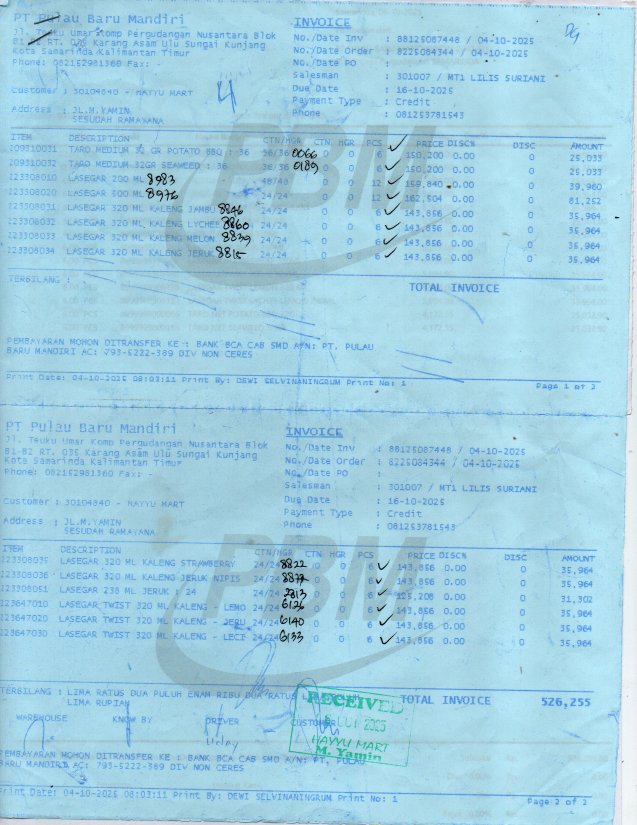 PT Pulau Baru Mandiri
INVOICE
Jl. Teuku Umar Komp Pergudangan Nusantara Blok
B1-B2 RT. 035 Karang Asam Ulu Sungai Kunjang
Kota Samarinda Kalimantan Timur
Phone: 082152981360 Fax: -
No./Date Inv : 88125087448 / 04-10-2025
No./Date Order : 8225084344 / 04-10-2025
No./Date PO :
Salesman : 301007 / MT1 LILIS SURIANI
Customer : 30104840 - HAYYU MART
4
Due Date : 16-10-2025
Payment Type : Credit
Address : JL.M.YAMIN
SESUDAH RAMAYANA
Phone : 081253781543
ITEM DESCRIPTION CTN/HGR CTN HGR PCS PRICE DISC% DISC AMOUNT
209310031 TARO MEDIUM 32 GR POTATO BBQ : 36 36/36 0066 0 0 6 150,200 0.00 0 25,033
209310032 TARO MEDIUM 32GR SEAWEED : 36 36/36 0189 0 0 6 150,200 0.00 0 25,033
223308010 LASEGAR 200 ML 8983 48/48 0 0 12 159,840 0.00 0 39,960
223308020 LASEGAR 500 ML 8976 24/24 0 0 12 162,504 0.00 0 81,252
223308031 LASEGAR 320 ML KALENG JAMBU 8846 24/24 0 0 6 143,856 0.00 0 35,964
223308032 LASEGAR 320 ML KALENG LYCHEE 8860 24/24 0 0 6 143,856 0.00 0 35,964
223308033 LASEGAR 320 ML KALENG MELON 8839 24/24 0 0 6 143,856 0.00 0 35,964
223308034 LASEGAR 320 ML KALENG JERUK 8815 24/24 0 0 6 143,856 0.00 0 35,964
PBM
TERBILANG :
TOTAL INVOICE
PEMBAYARAN MOHON DITRANSFER KE : BANK BCA CAB SMD A/N: PT. PULAU
BARU MANDIRI AC: 793-5222-389 DIV NON CERES
Print Date: 04-10-2025 08:03:11 Print By: DEWI SELVINANINGRUM Print No: 1
Page 1 of 2
PT Pulau Baru Mandiri
INVOICE
Jl. Teuku Umar Komp Pergudangan Nusantara Blok
B1-B2 RT. 035 Karang Asam Ulu Sungai Kunjang
Kota Samarinda Kalimantan Timur
Phone: 082152981360 Fax: -
No./Date Inv : 88125087448 / 04-10-2025
No./Date Order : 8225084344 / 04-10-2025
No./Date PO :
Salesman : 301007 / MT1 LILIS SURIANI
Customer : 30104840 - HAYYU MART
Due Date : 16-10-2025
Payment Type : Credit
Address : JL.M.YAMIN
SESUDAH RAMAYANA
Phone : 081253781543
ITEM DESCRIPTION CTN/HGR CTN HGR PCS PRICE DISC% DISC AMOUNT
223308035 LASEGAR 320 ML KALENG STRAWBERRY 24/24 8822 0 0 6 143,856 0.00 0 35,964
223308036 LASEGAR 320 ML KALENG JERUK NIPIS 24/24 8877 0 0 6 143,856 0.00 0 35,964
223308051 LASEGAR 238 ML JERUK : 24 24/24 2813 0 0 6 125,208 0.00 0 31,302
223647010 LASEGAR TWIST 320 ML KALENG - LEMO 24/24 6126 0 0 6 143,856 0.00 0 35,964
223647020 LASEGAR TWIST 320 ML KALENG - JERU 24/24 6140 0 0 6 143,856 0.00 0 35,964
223647030 LASEGAR TWIST 320 ML KALENG - LECI 24/24 6133 0 0 6 143,856 0.00 0 35,964
PBM
TERBILANG : LIMA RATUS DUA PULUH ENAM RIBU DUA RATUS
LIMA RUPIAH
TOTAL INVOICE 526,255
WAREHOUSE KNOW BY DRIVER CUSTOMER
RECEIVED
HAYYU MART
M. Yamin
PEMBAYARAN MOHON DITRANSFER KE : BANK BCA CAB SMD A/N: PT. PULAU
BARU MANDIRI AC: 793-5222-389 DIV NON CERES
Print Date: 04-10-2025 08:03:11 Print By: DEWI SELVINANINGRUM Print No: 1
Page 2 of 2